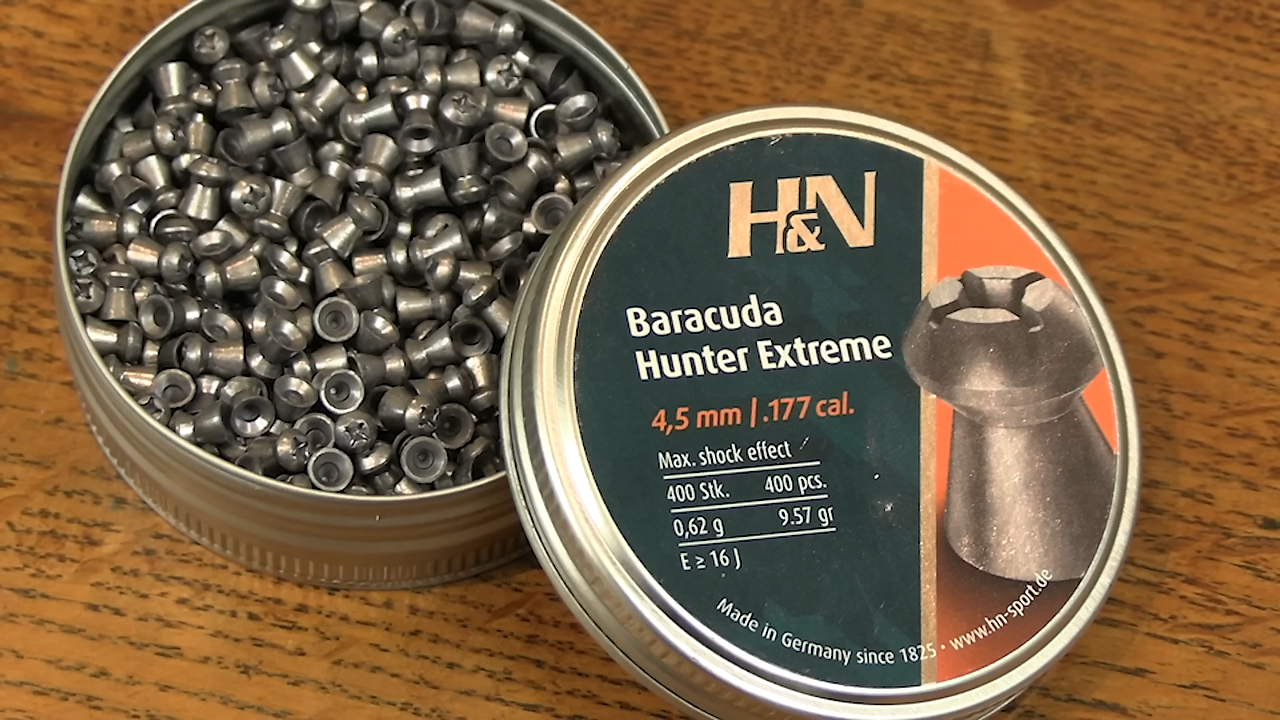 H&N
Baracuda
Hunter Extreme
4,5 mm | .177 cal.
Max. shock effect
400 Stk. 400 pcs.
0,62 g 9.57 gr
E ≥ 16 J
Made in Germany since 1825 • www.hn-sport.de